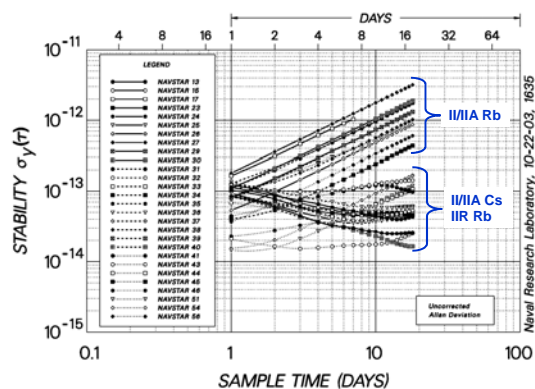 DAYS
4 8 16 1 2 4 8 16 32 64
10⁻¹¹
10⁻¹²
10⁻¹³
10⁻¹⁴
10⁻¹⁵
STABILITY σy(τ)
LEGEND
NAVSTAR 13
NAVSTAR 15
NAVSTAR 17
NAVSTAR 23
NAVSTAR 24
NAVSTAR 25
NAVSTAR 26
NAVSTAR 27
NAVSTAR 29
NAVSTAR 30
NAVSTAR 31
NAVSTAR 32
NAVSTAR 33
NAVSTAR 34
NAVSTAR 35
NAVSTAR 36
NAVSTAR 37
NAVSTAR 38
NAVSTAR 39
NAVSTAR 40
NAVSTAR 41
NAVSTAR 43
NAVSTAR 44
NAVSTAR 45
NAVSTAR 46
NAVSTAR 51
NAVSTAR 54
NAVSTAR 56
II/IIA Rb
II/IIA Cs
IIR Rb
Uncorrected
Allan Deviation
Naval Research Laboratory, 10-22-03, 1635
0.1 1 10 100
SAMPLE TIME (DAYS)